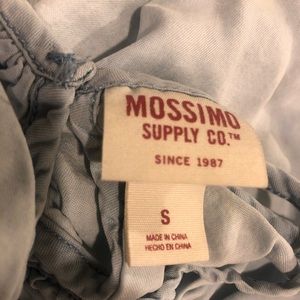 MOSSIMO
SUPPLY CO.™
SINCE 1987
S
MADE IN CHINA
HECHO EN CHINA